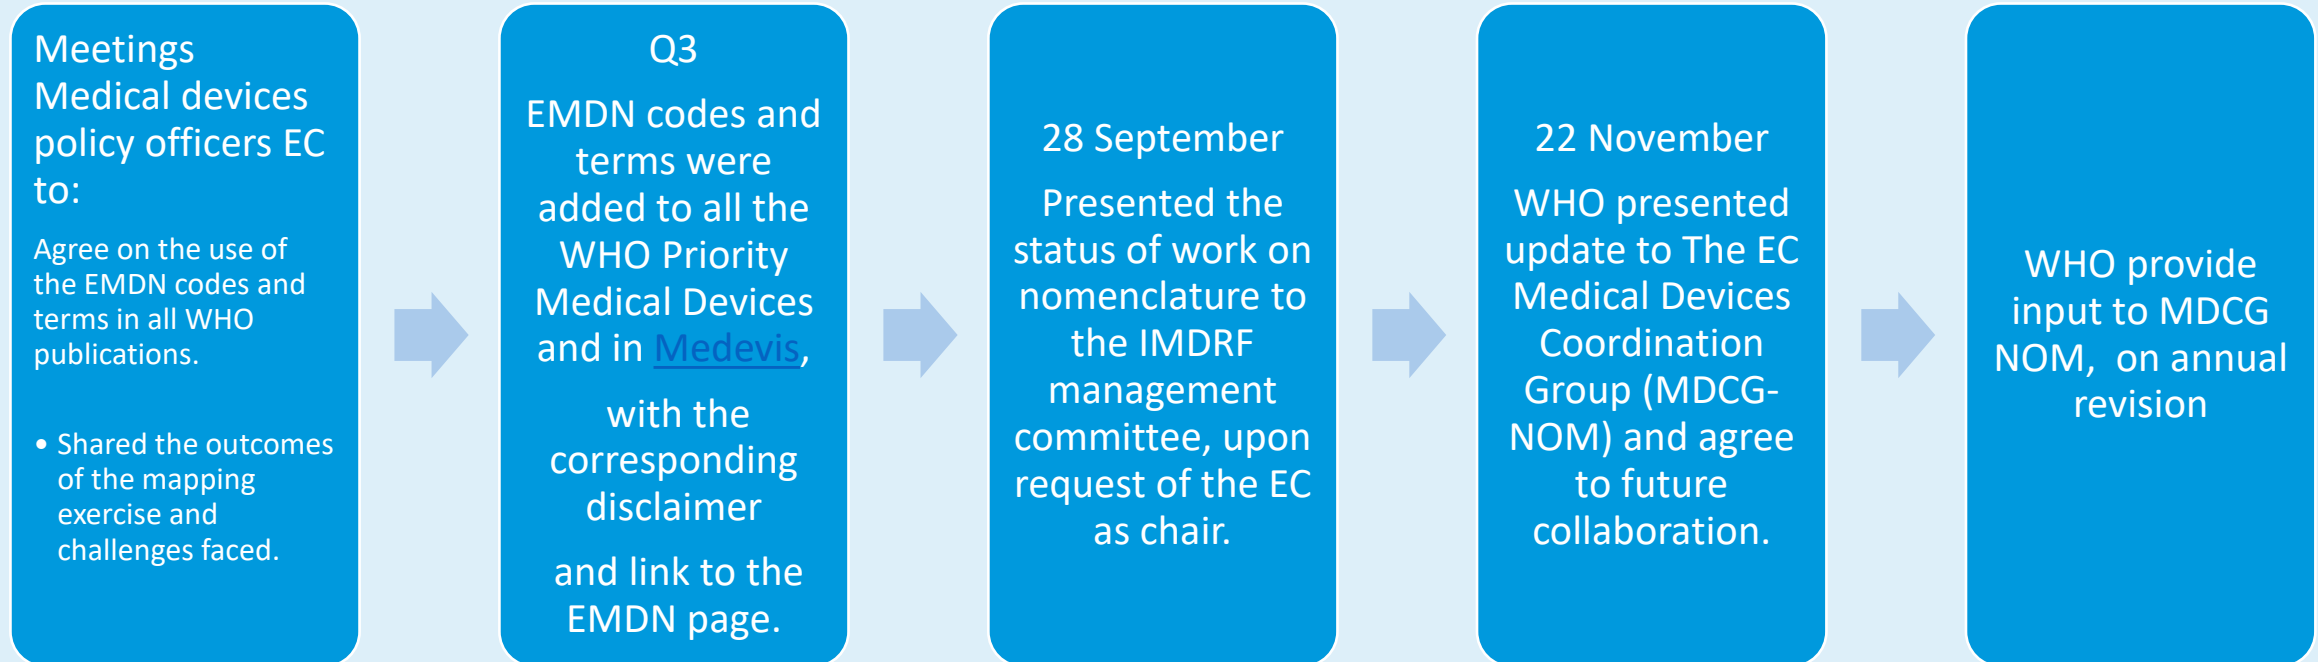 Meetings
Medical devices
policy officers EC
to:
Agree on the use of
the EMDN codes and
terms in all WHO
publications.
• Shared the outcomes
of the mapping
exercise and
challenges faced.
Q3
EMDN codes and
terms were
added to all the
WHO Priority
Medical Devices
and in Medevis,
with the
corresponding
disclaimer
and link to the
EMDN page.
28 September
Presented the
status of work on
nomenclature to
the IMDRF
management
committee, upon
request of the EC
as chair.
22 November
WHO presented
update to The EC
Medical Devices
Coordination
Group (MDCG-
NOM) and agree
to future
collaboration.
WHO provide
input to MDCG
NOM, on annual
revision